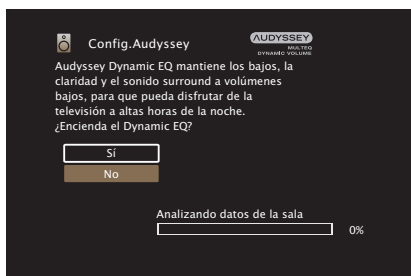 Config.Audyssey
AUDYSSEY
MULTEQ
DYNAMIC VOLUME
Audyssey Dynamic EQ mantiene los bajos, la
claridad y el sonido surround a volúmenes
bajos, para que pueda disfrutar de la
televisión a altas horas de la noche.
¿Encienda el Dynamic EQ?
Sí
No
Analizando datos de la sala
0%